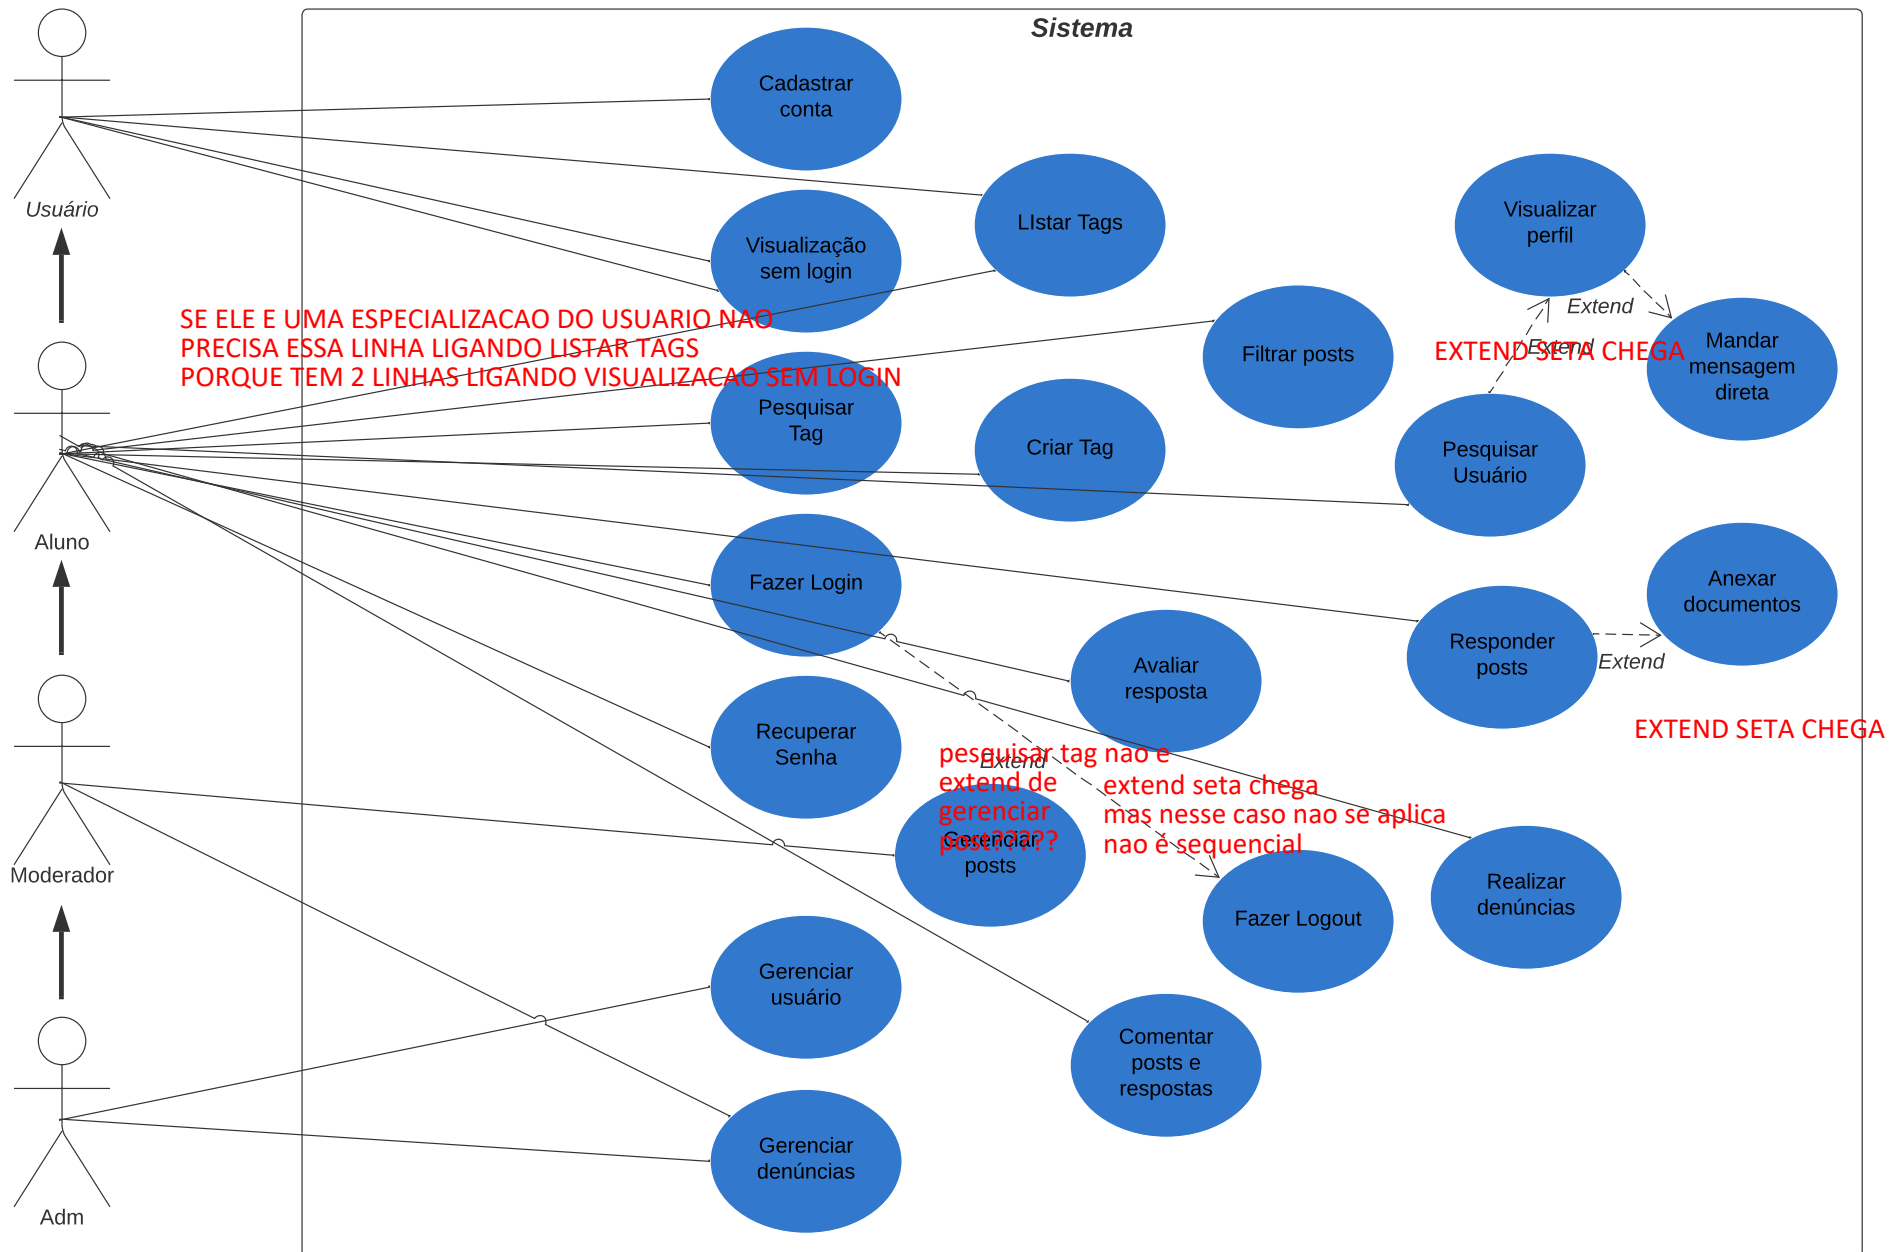 Sistema
Cadastrar
conta
Usuário
LIstar Tags
Visualizar
perfil
Visualização
sem login
Extend
SE ELE E UMA ESPECIALIZACAO DO USUARIO NAO
PRECISA ESSA LINHA LIGANDO LISTAR TAGS
PORQUE TEM 2 LINHAS LIGANDO VISUALIZACAO SEM LOGIN
Filtrar posts
Extend
EXTEND SETA CHEGA
Mandar
mensagem
direta
Pesquisar
Tag
Criar Tag
Pesquisar
Usuário
Aluno
Fazer Login
Anexar
documentos
Responder
posts
Extend
Avaliar
resposta
EXTEND SETA CHEGA
Recuperar
Senha
Extend
pesquisar tag nao e
extend de
gerenciar
post?????
extend seta chega
mas nesse caso nao se aplica
nao é sequencial
Gerenciar
posts
Moderador
Fazer Logout
Realizar
denúncias
Gerenciar
usuário
Comentar
posts e
respostas
Gerenciar
denúncias
Adm